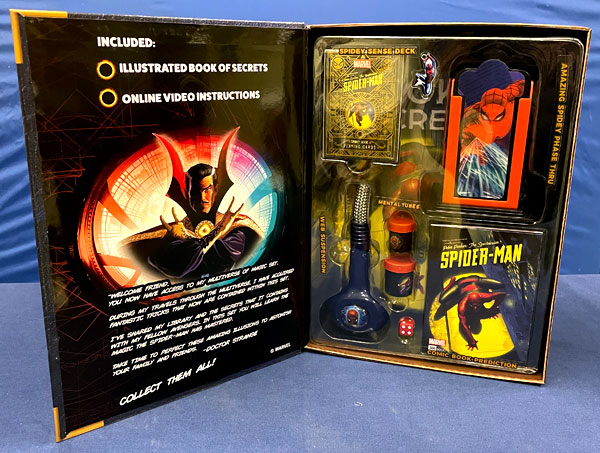 INCLUDED:
ILLUSTRATED BOOK OF SECRETS
ONLINE VIDEO INSTRUCTIONS
"WELCOME FRIEND,
YOU NOW HAVE ACCESS TO MY MULTIVERSE OF MAGIC SET.
DURING MY TRAVELS THROUGH THE MULTIVERSE, I HAVE ACQUIRED
FANTASTIC TRICKS THAT NOW ARE CONTAINED WITHIN THIS SET.
I'VE SHARED MY LIBRARY AND THE SECRETS THAT IT CONTAINS
WITH MY FELLOW AVENGERS. IN THIS SET YOU WILL LEARN THE
MAGIC THE SPIDER-MAN HAS MASTERED.
TAKE TIME TO PERFECT THESE AMAZING ILLUSIONS TO ASTONISH
YOUR FAMILY AND FRIENDS. -DOCTOR STRANGE
COLLECT THEM ALL!
© MARVEL
SPIDEY SENSE DECK
MARVEL
SPIDER-MAN
PLAYING CARDS
AMAZING SPIDEY PHASE THRU
MENTAL TUBES
WEB SUSPENSION
Peter Parker, The Spectacular
SPIDER-MAN
MARVEL
COMIC BOOK PREDICTION